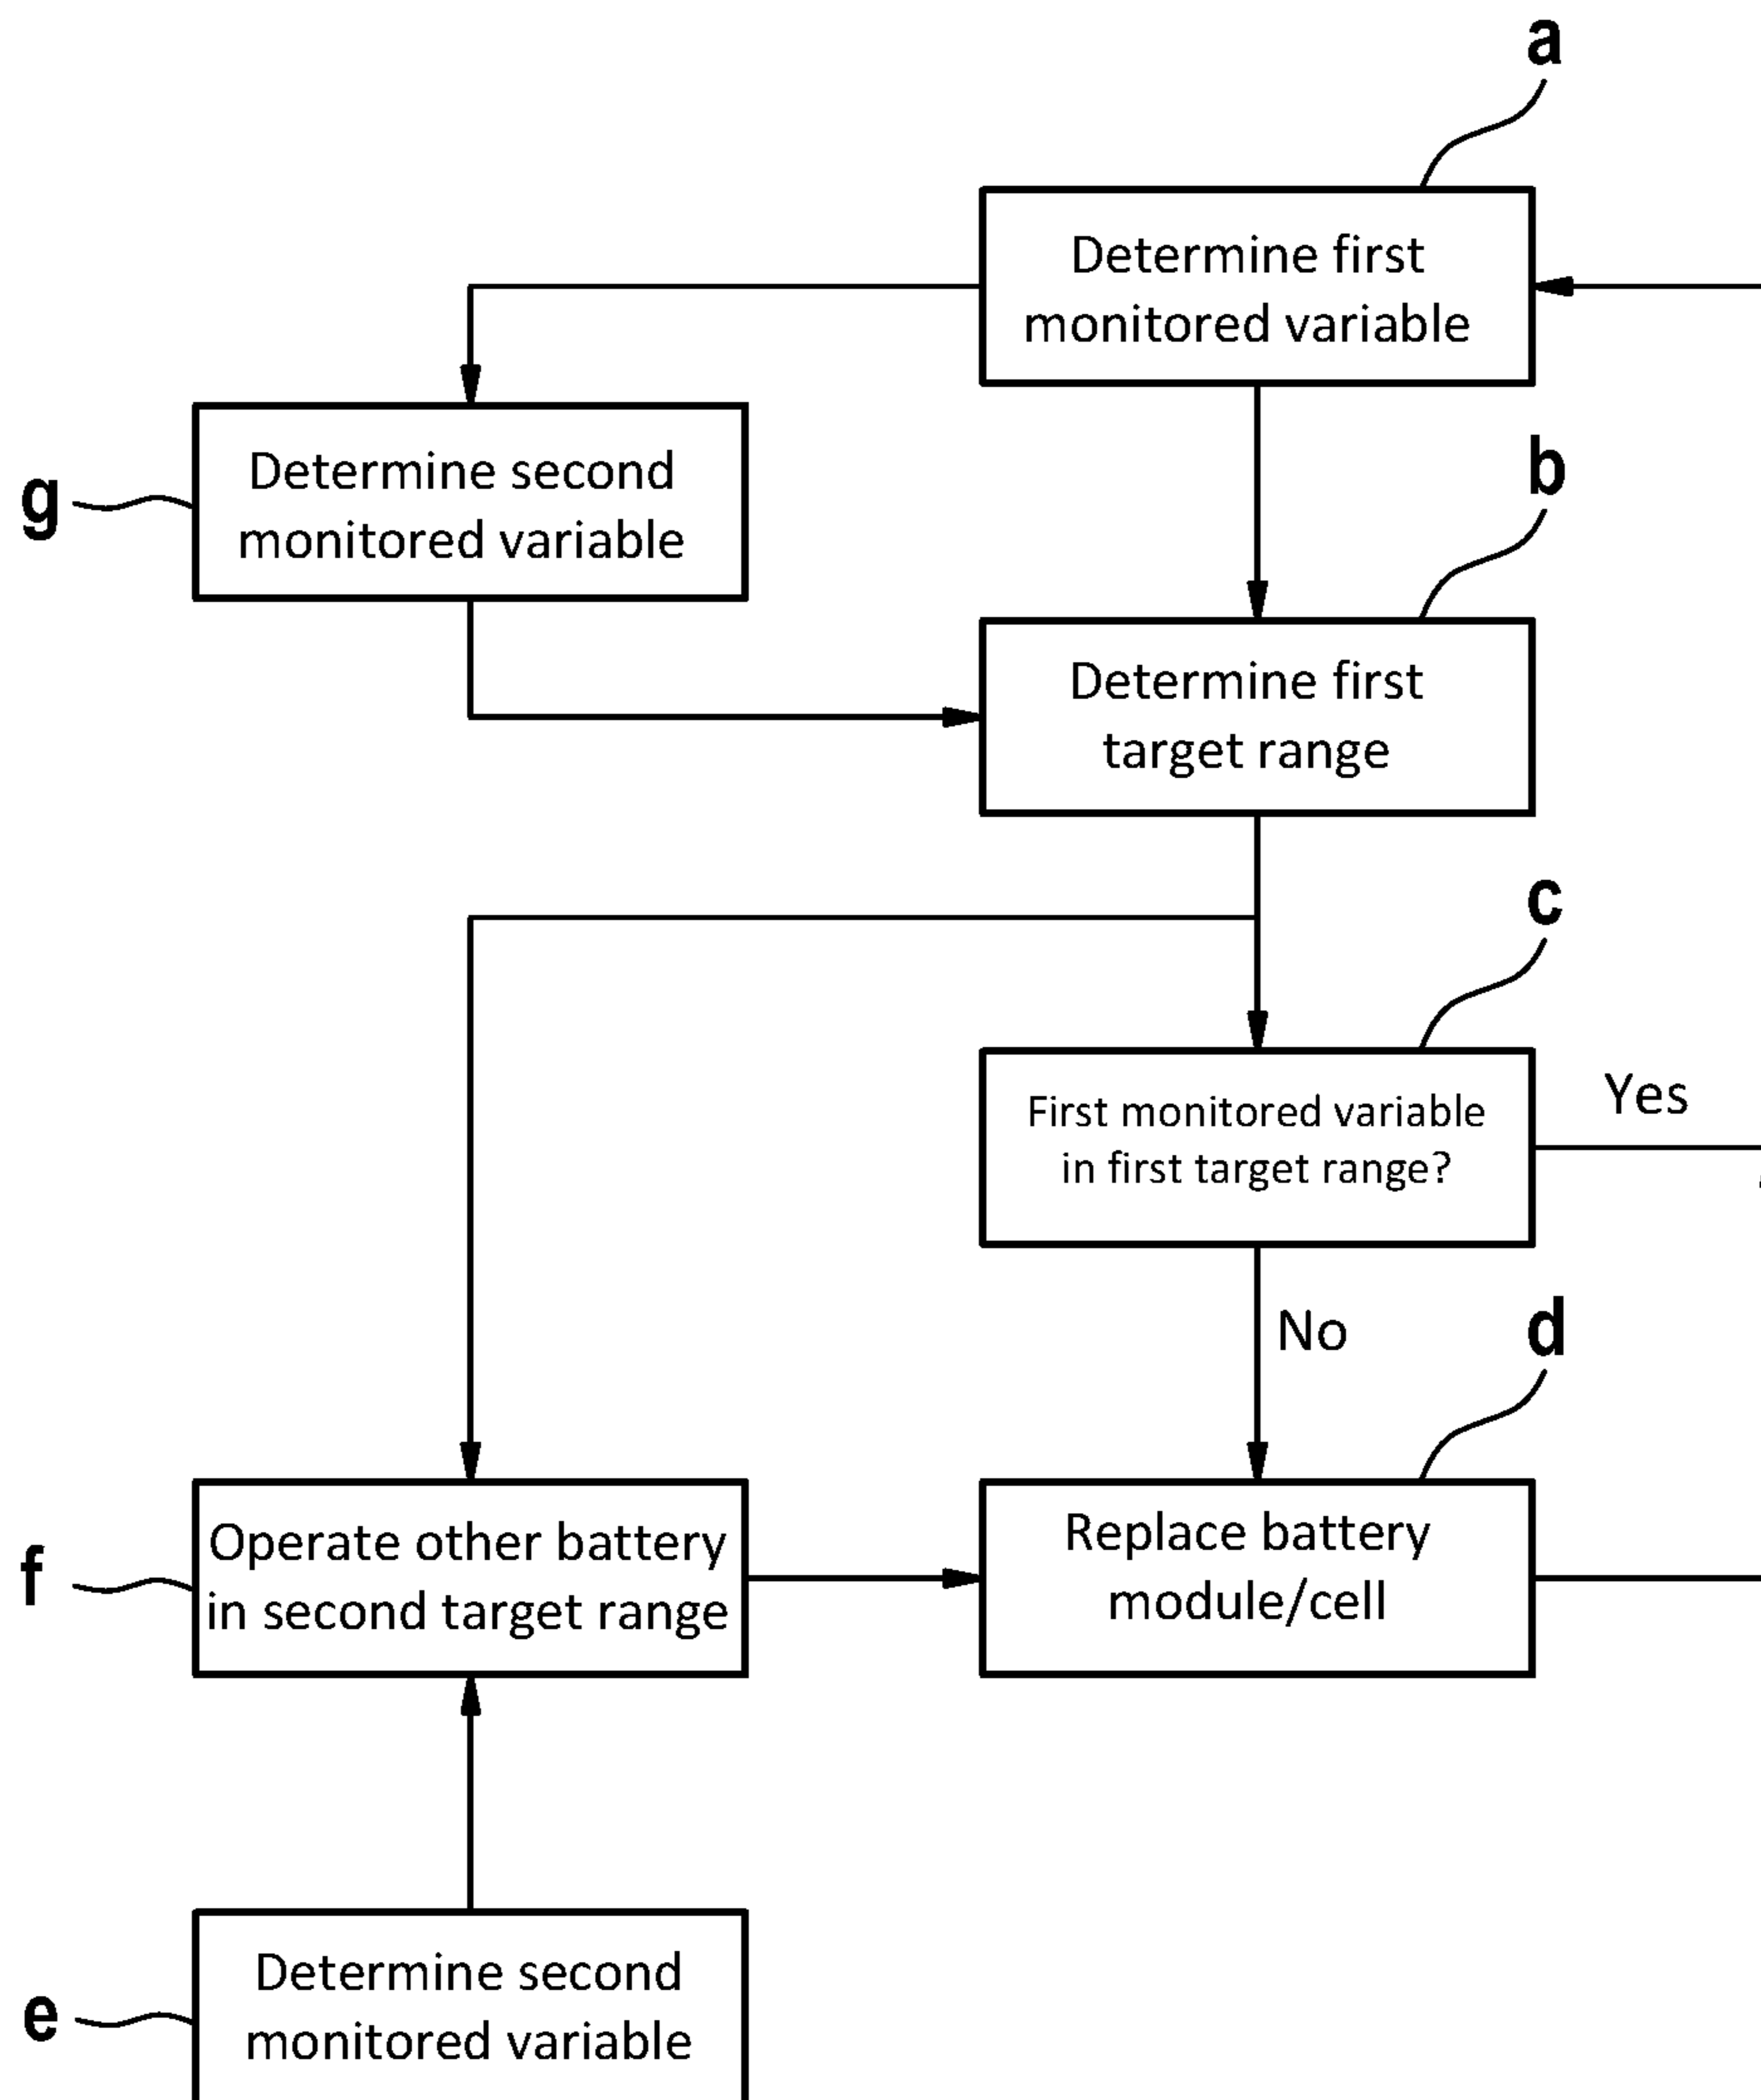 a
Determine first
monitored variable
g
Determine second
monitored variable
b
Determine first
target range
c
First monitored variable
in first target range?
Yes
No
d
f
Operate other battery
in second target range
Replace battery
module/cell
e
Determine second
monitored variable